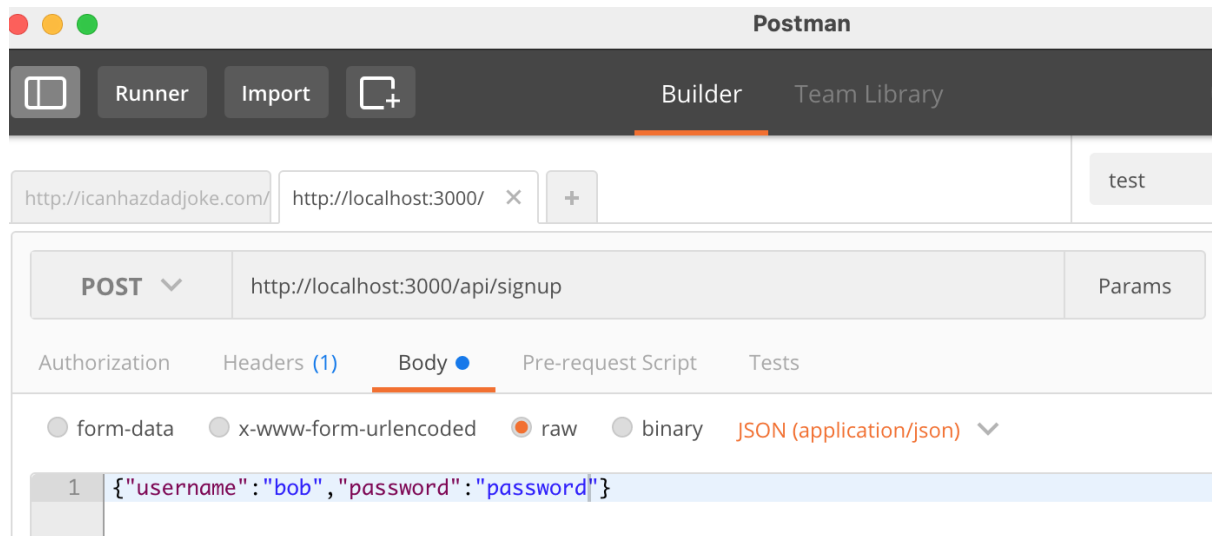 Postman
Runner Import Builder Team Library
http://icanhazdadjoke.com/ http://localhost:3000/ × + test
POST http://localhost:3000/api/signup Params
Authorization Headers (1) Body Pre-request Script Tests
form-data x-www-form-urlencoded raw binary JSON (application/json)
1 {"username":"bob","password":"password"}